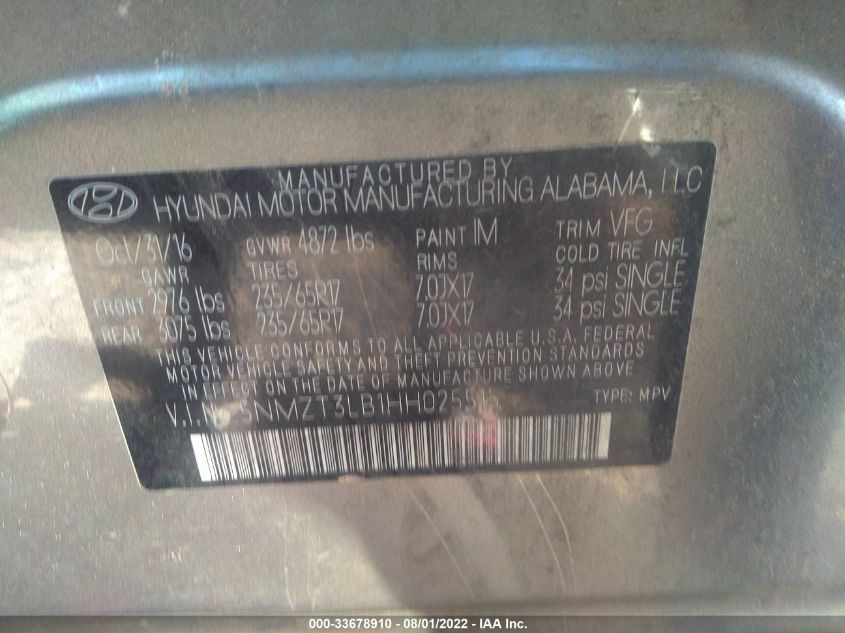 MANUFACTURED BY
HYUNDAI MOTOR MANUFACTURING ALABAMA, LLC
Oct/31/16 GVWR 4872 lbs PAINT IM TRIM VFG
GAWR TIRES RIMS COLD TIRE INFL
FRONT 2976 lbs 235/65R17 7.0JX17 34 psi SINGLE
REAR 3075 lbs 235/65R17 7.0JX17 34 psi SINGLE
THIS VEHICLE CONFORMS TO ALL APPLICABLE U.S.A. FEDERAL
MOTOR VEHICLE SAFETY AND THEFT PREVENTION STANDARDS
IN EFFECT ON THE DATE OF MANUFACTURE SHOWN ABOVE
V.I.N. 5NMZT3LB1HH025515 TYPE: MPV
000-33678910 - 08/01/2022 - IAA Inc.